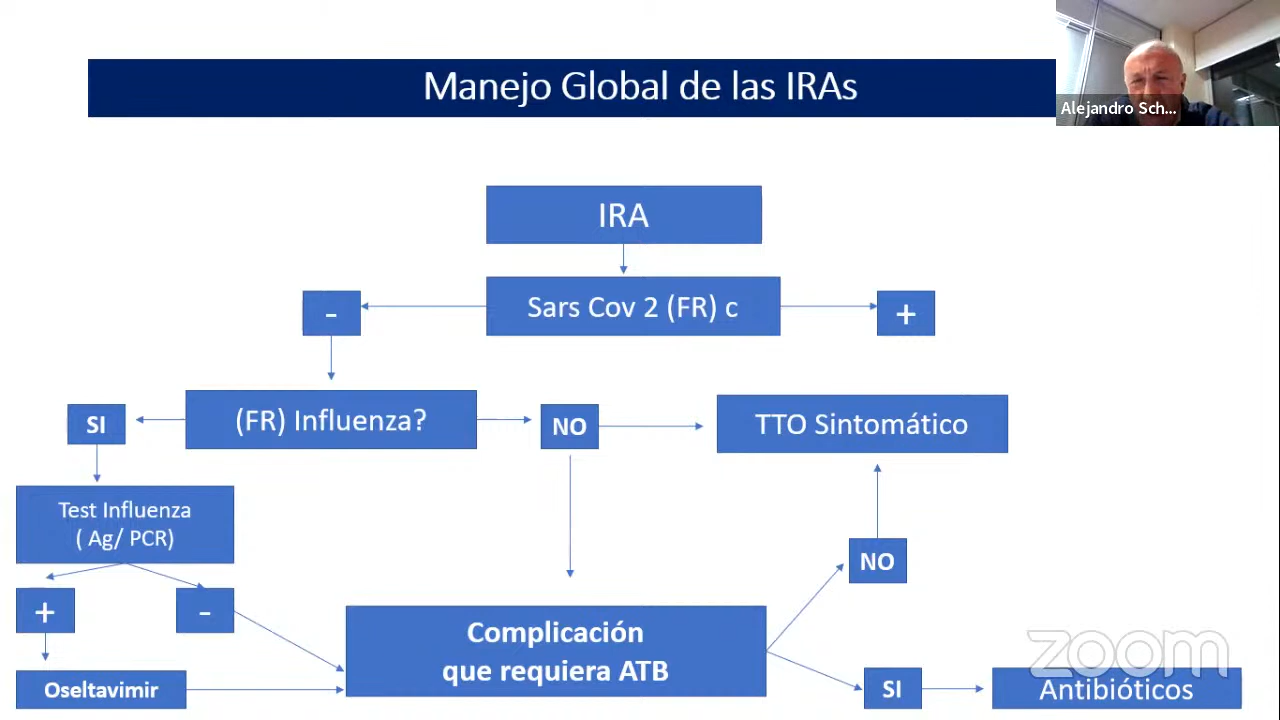 Manejo Global de las IRAs
Alejandro Sch...
IRA
-
Sars Cov 2 (FR) c
+
SI
(FR) Influenza?
NO
TTO Sintomático
Test Influenza
( Ag/ PCR)
NO
+
-
Complicación
que requiera ATB
Oseltavimir
SI
Antibióticos
zoom